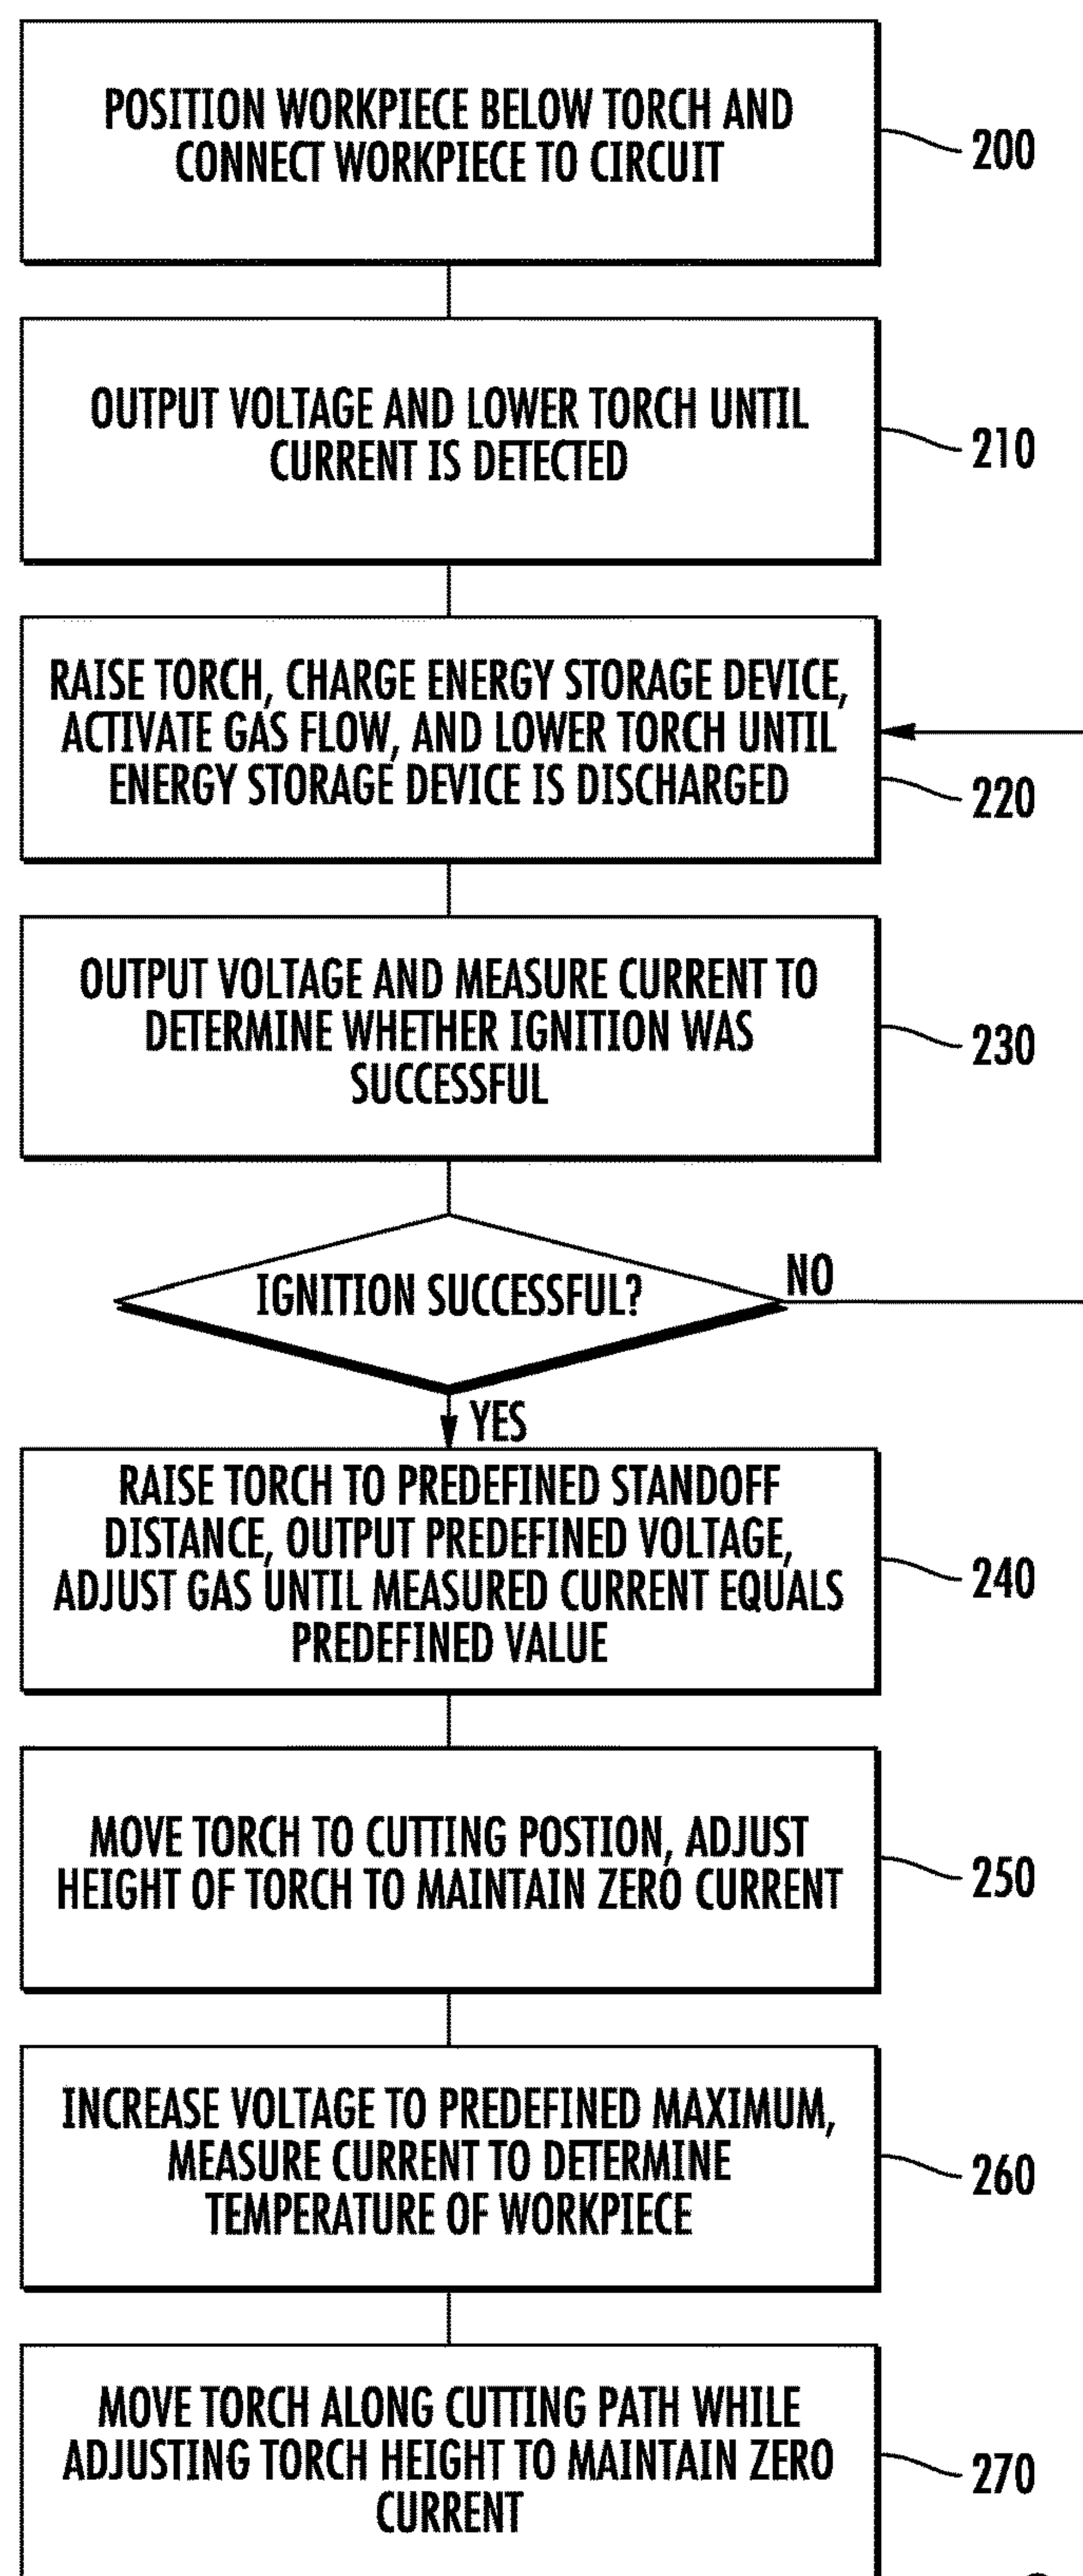 POSITION WORKPIECE BELOW TORCH AND
CONNECT WORKPIECE TO CIRCUIT
200
OUTPUT VOLTAGE AND LOWER TORCH UNTIL
CURRENT IS DETECTED
210
RAISE TORCH, CHARGE ENERGY STORAGE DEVICE,
ACTIVATE GAS FLOW, AND LOWER TORCH UNTIL
ENERGY STORAGE DEVICE IS DISCHARGED
220
OUTPUT VOLTAGE AND MEASURE CURRENT TO
DETERMINE WHETHER IGNITION WAS
SUCCESSFUL
230
IGNITION SUCCESSFUL?
NO
YES
RAISE TORCH TO PREDEFINED STANDOFF
DISTANCE, OUTPUT PREDEFINED VOLTAGE,
ADJUST GAS UNTIL MEASURED CURRENT EQUALS
PREDEFINED VALUE
240
MOVE TORCH TO CUTTING POSTION, ADJUST
HEIGHT OF TORCH TO MAINTAIN ZERO CURRENT
250
INCREASE VOLTAGE TO PREDEFINED MAXIMUM,
MEASURE CURRENT TO DETERMINE
TEMPERATURE OF WORKPIECE
260
MOVE TORCH ALONG CUTTING PATH WHILE
ADJUSTING TORCH HEIGHT TO MAINTAIN ZERO
CURRENT
270